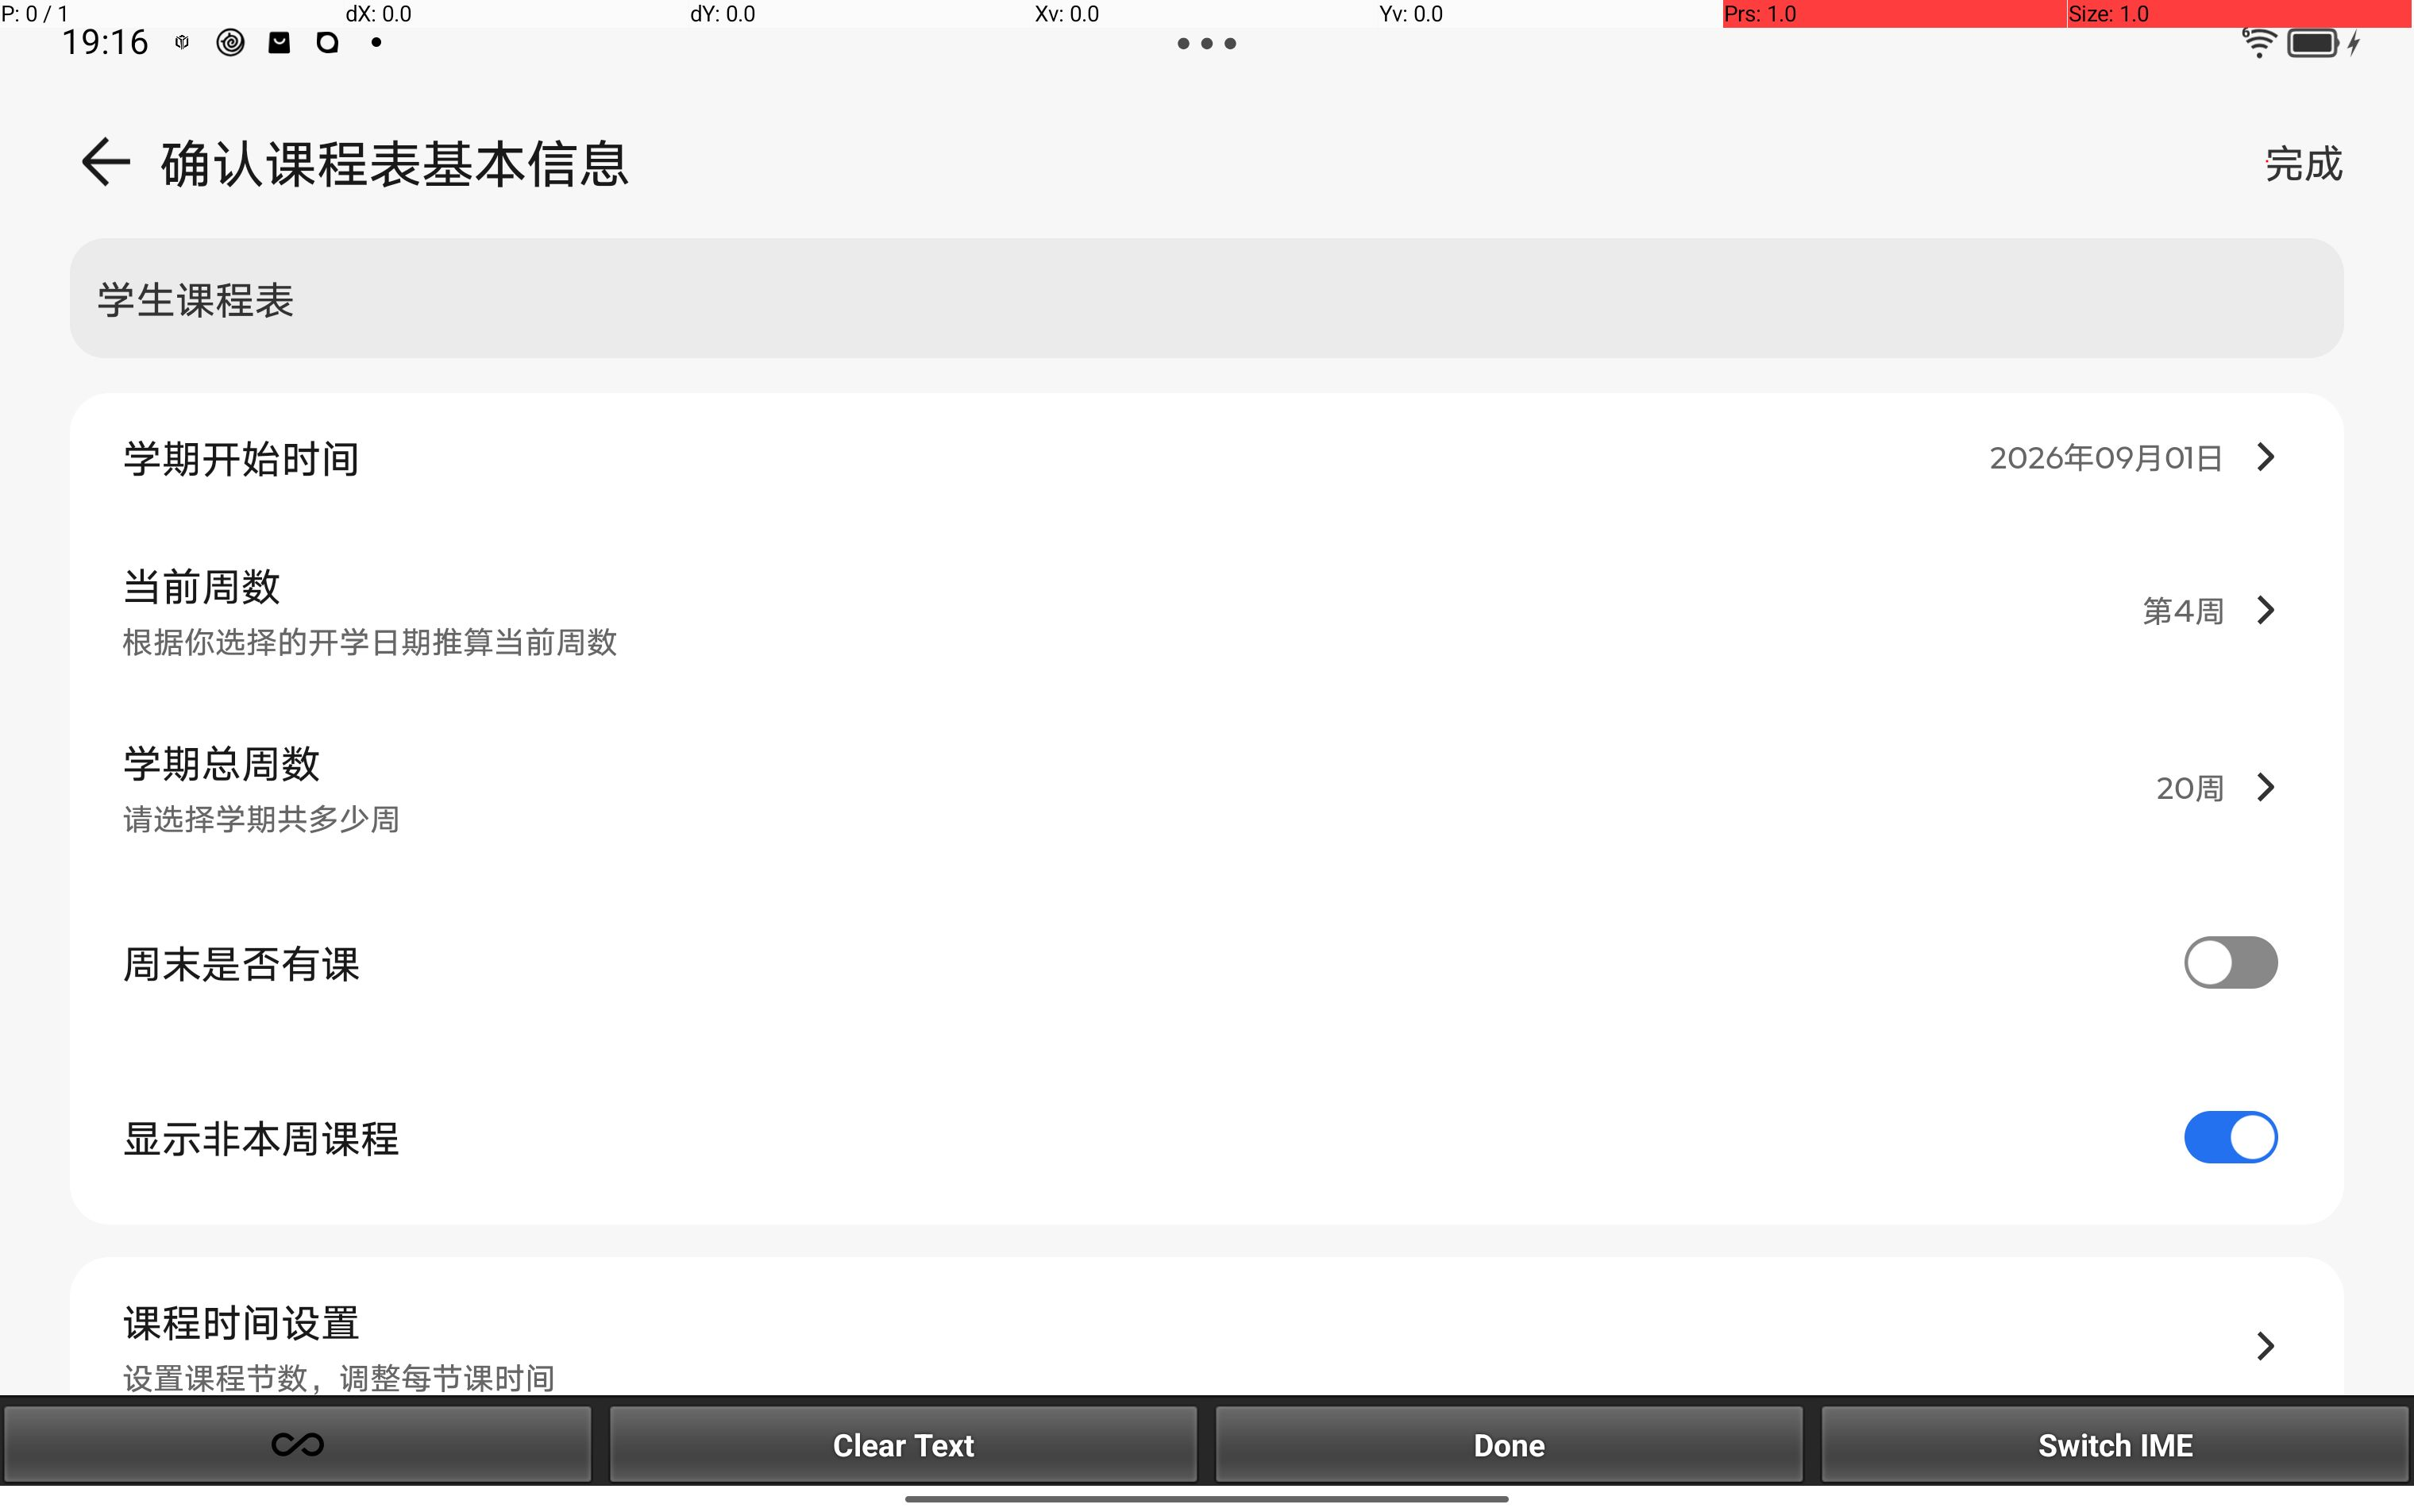 P: 0 / 1 dX: 0.0 dY: 0.0 Xv: 0.0 Yv: 0.0 Prs: 1.0 Size: 1.0
19:16
6
确认课程表基本信息
完成
学生课程表
学期开始时间
2026年09月01日
当前周数
根据你选择的开学日期推算当前周数
第4周
学期总周数
请选择学期共多少周
20周
周末是否有课
显示非本周课程
课程时间设置
设置课程节数，调整每节课时间
Clear Text Done Switch IME